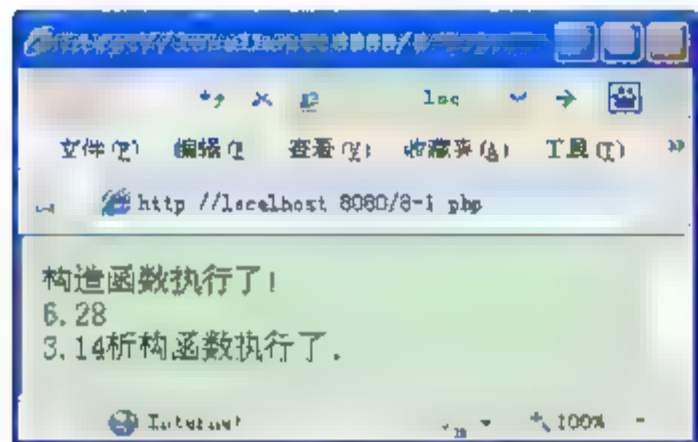 文件(F) 编辑(E 查看(V) 收藏夹(A) 工具(T) »
http //localhost 8080/8-1 php
构造函数执行了!
6.28
3.14析构函数执行了.
Internet 100%